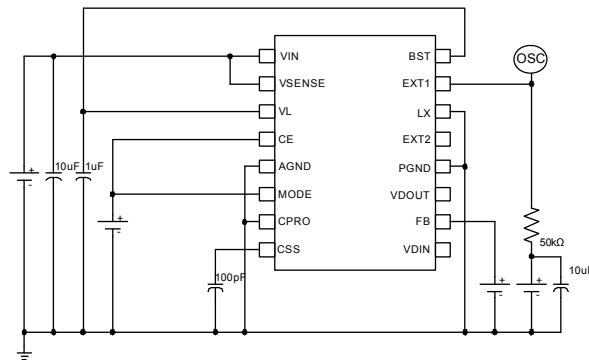 VIN
BST
OSC
VSENSE
EXT1
VL
LX
CE
EXT2
10uF
1uF
AGND
PGND
MODE
VDOUT
CPRO
FB
50kΩ
CSS
VDIN
100pF
10uF
+
-
+
-
+
-
+
-